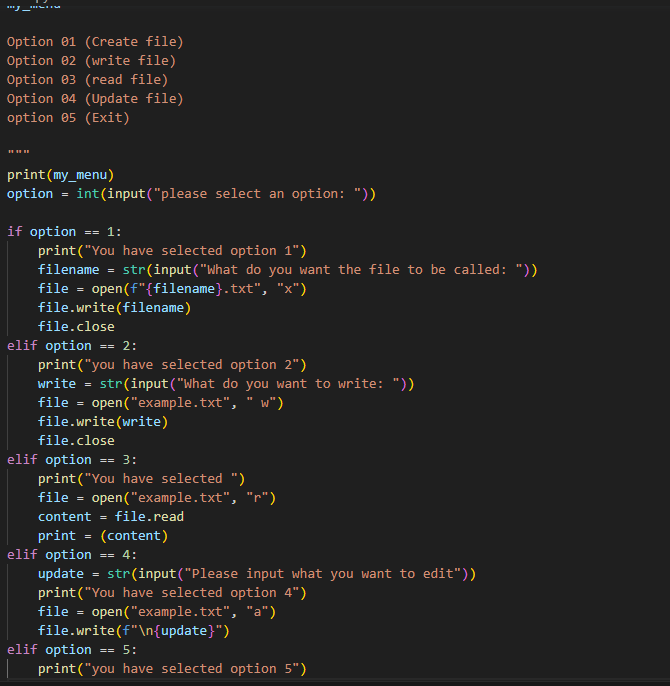 my_menu
Option 01 (Create file)
Option 02 (write file)
Option 03 (read file)
Option 04 (Update file)
option 05 (Exit)
"""
print(my_menu)
option = int(input("please select an option: "))
if option == 1:
    print("You have selected option 1")
    filename = str(input("What do you want the file to be called: "))
    file = open(f"{filename}.txt", "x")
    file.write(filename)
    file.close
elif option == 2:
    print("you have selected option 2")
    write = str(input("What do you want to write: "))
    file = open("example.txt", " w")
    file.write(write)
    file.close
elif option == 3:
    print("You have selected ")
    file = open("example.txt", "r")
    content = file.read
    print = (content)
elif option == 4:
    update = str(input("Please input what you want to edit"))
    print("You have selected option 4")
    file = open("example.txt", "a")
    file.write(f"\n{update}")
elif option == 5:
    print("you have selected option 5")